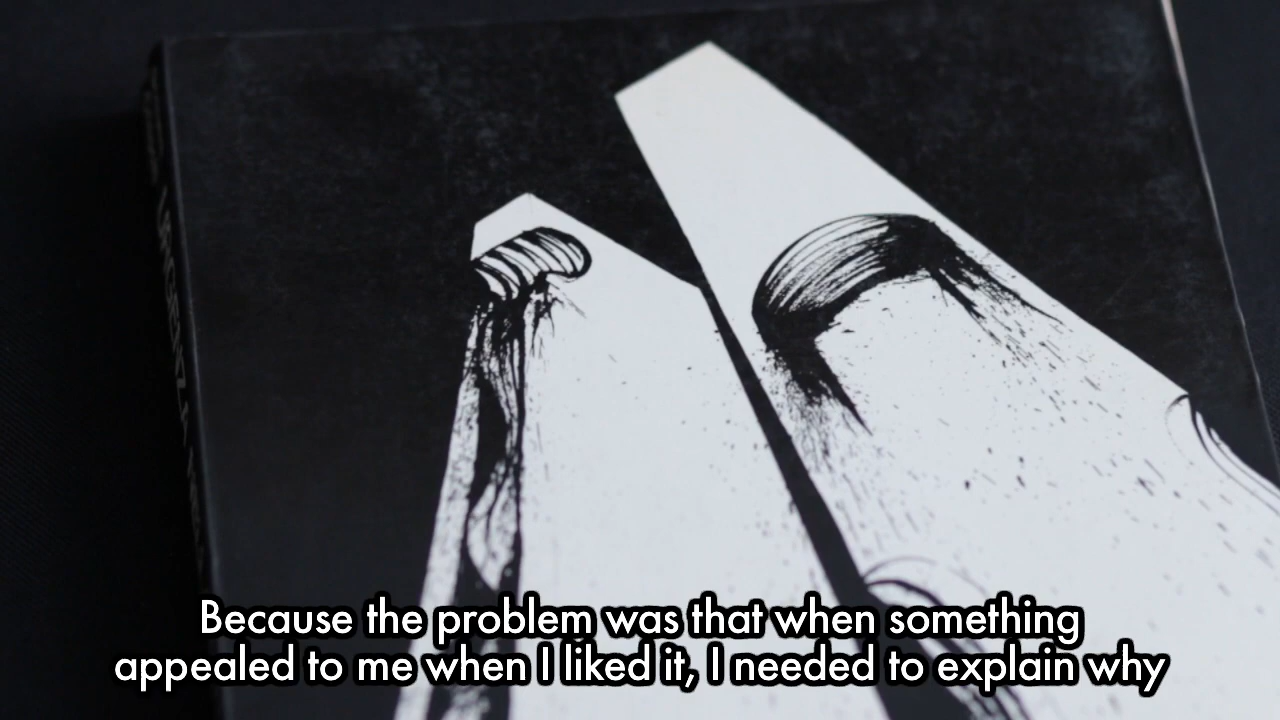 Because the problem was that when something
appealed to me when I liked it, I needed to explain why